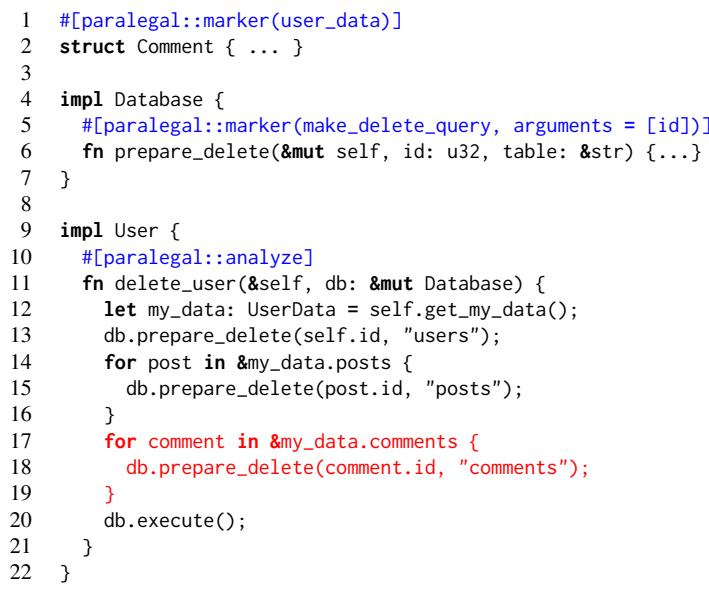 1 #[paralegal::marker(user_data)]
2 struct Comment { ... }
3
4 impl Database {
5 #[paralegal::marker(make_delete_query, arguments = [id])]
6 fn prepare_delete(&mut self, id: u32, table: &str) {...}
7 }
8
9 impl User {
10 #[paralegal::analyze]
11 fn delete_user(&self, db: &mut Database) {
12 let my_data: UserData = self.get_my_data();
13 db.prepare_delete(self.id, "users");
14 for post in &my_data.posts {
15 db.prepare_delete(post.id, "posts");
16 }
17 for comment in &my_data.comments {
18 db.prepare_delete(comment.id, "comments");
19 }
20 db.execute();
21 }
22 }